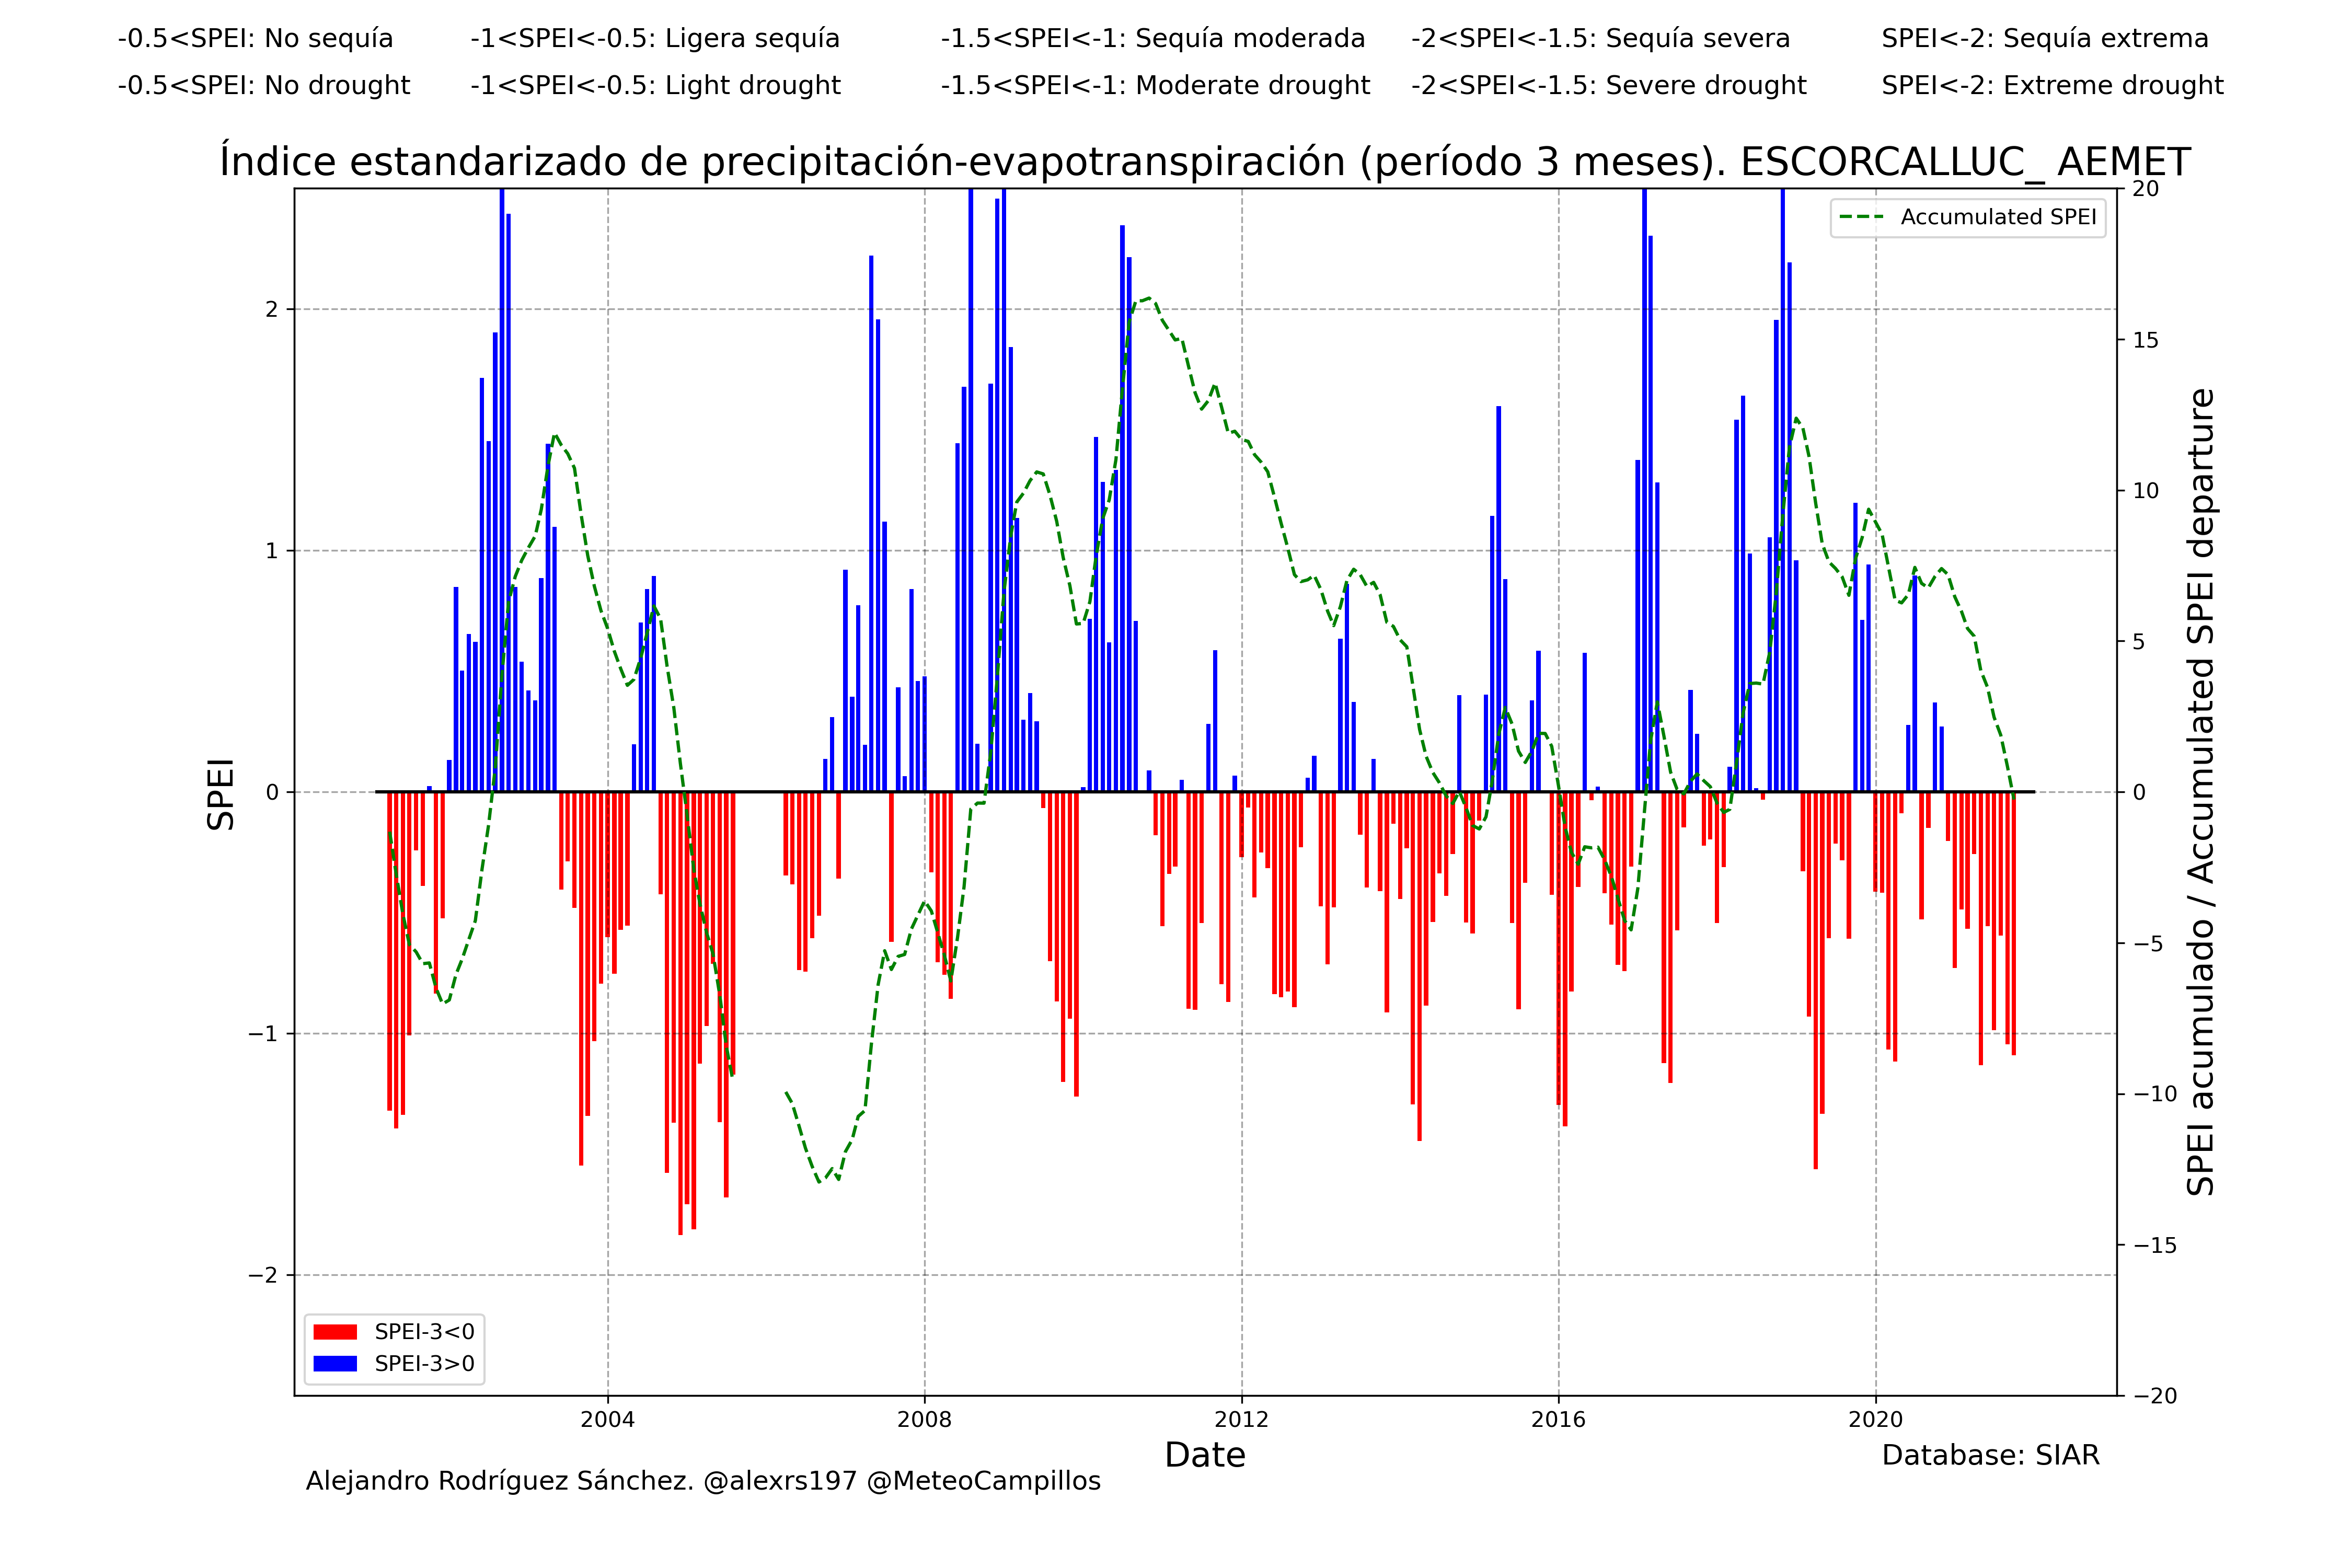 -0.5<SPEI: No sequía -1<SPEI<-0.5: Ligera sequía -1.5<SPEI<-1: Sequía moderada -2<SPEI<-1.5: Sequía severa SPEI<-2: Sequía extrema
-0.5<SPEI: No drought -1<SPEI<-0.5: Light drought -1.5<SPEI<-1: Moderate drought -2<SPEI<-1.5: Severe drought SPEI<-2: Extreme drought
Índice estandarizado de precipitación-evapotranspiración (período 3 meses). ESCORCALLUC_ AEMET
Accumulated SPEI
2
1
0
−1
−2
SPEI
20
15
10
5
0
−5
−10
−15
−20
SPEI acumulado / Accumulated SPEI departure
SPEI-3<0
SPEI-3>0
2004 2008 2012 2016 2020
Date
Database: SIAR
Alejandro Rodríguez Sánchez. @alexrs197 @MeteoCampillos